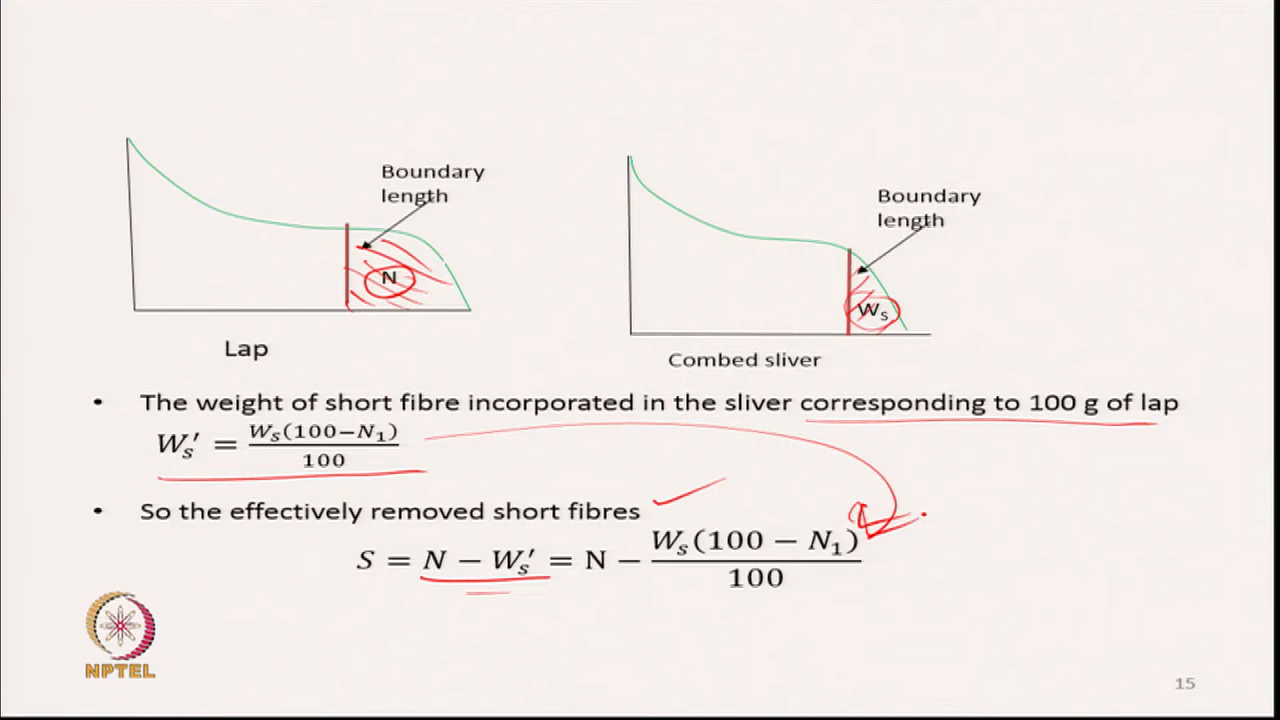 Boundary
length
N
Lap
Boundary
length
Wₛ
Combed sliver
• The weight of short fibre incorporated in the sliver corresponding to 100 g of lap
Wₛ′ = Wₛ(100−N₁)/100
• So the effectively removed short fibres
S = N − Wₛ′ = N − Wₛ(100 − N₁)/100
NPTEL
15